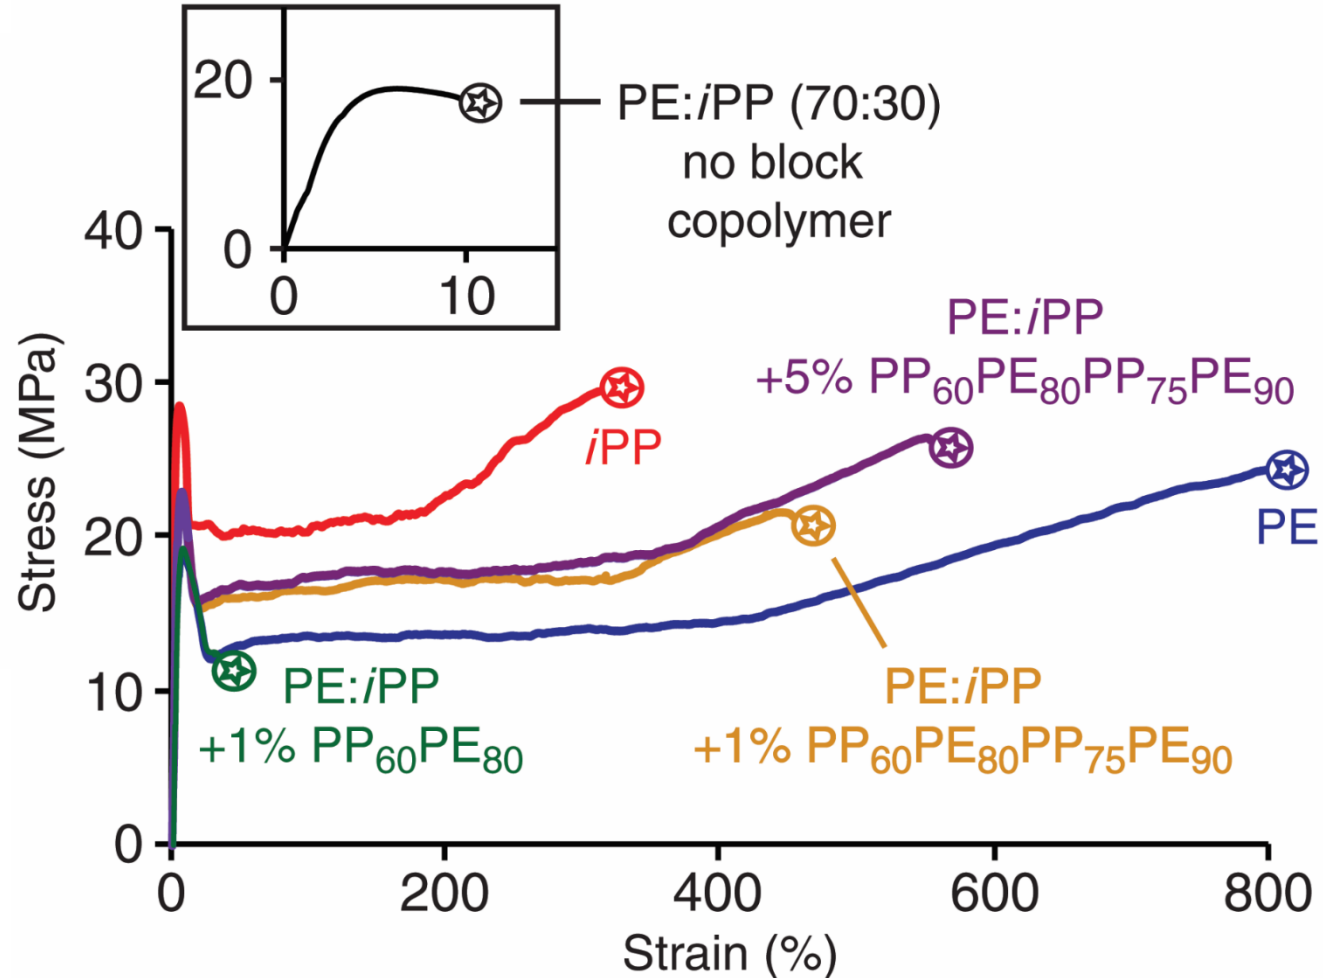 20
0
0
10
PE:iPP (70:30)
no block
copolymer
40
30
20
10
0
Stress (MPa)
iPP
PE:iPP
+5% PP₆₀PE₈₀PP₇₅PE₉₀
PE
PE:iPP
+1% PP₆₀PE₈₀
PE:iPP
+1% PP₆₀PE₈₀PP₇₅PE₉₀
0
200
400
600
800
Strain (%)